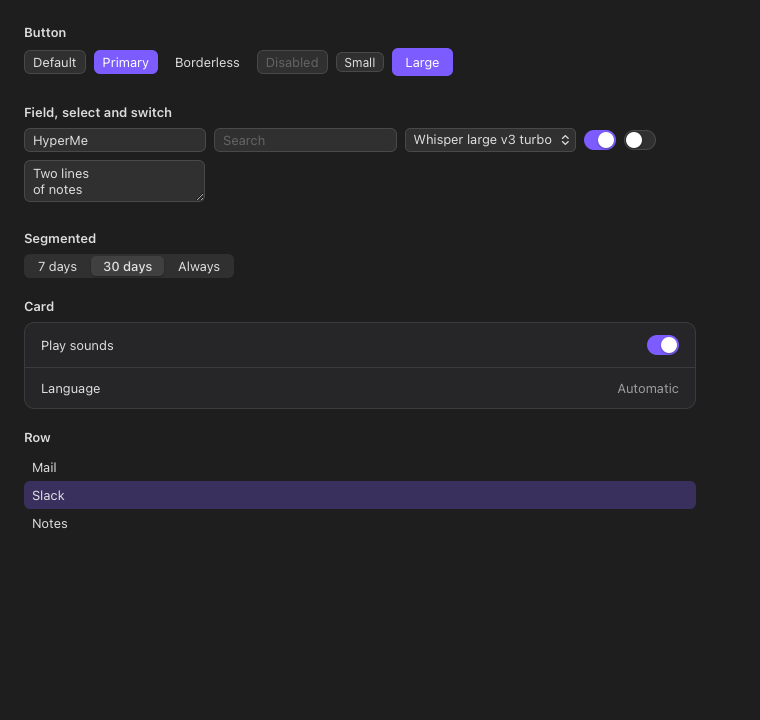 Button
Default Primary Borderless Disabled Small Large
Field, select and switch
HyperMe Search Whisper large v3 turbo
Two lines
of notes
Segmented
7 days 30 days Always
Card
Play sounds
Language Automatic
Row
Mail
Slack
Notes